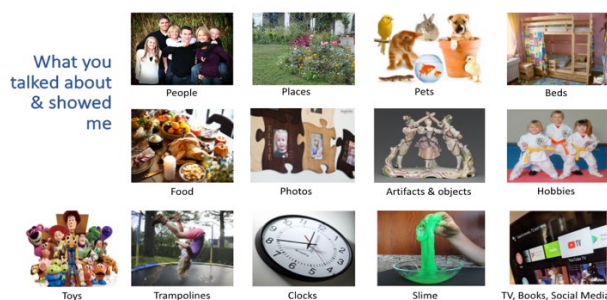 What you
talked about
& showed
me
People
Places
Pets
Beds
Food
Photos
Artifacts & objects
Hobbies
Toys
Trampolines
Clocks
Slime
TV, Books, Social Media